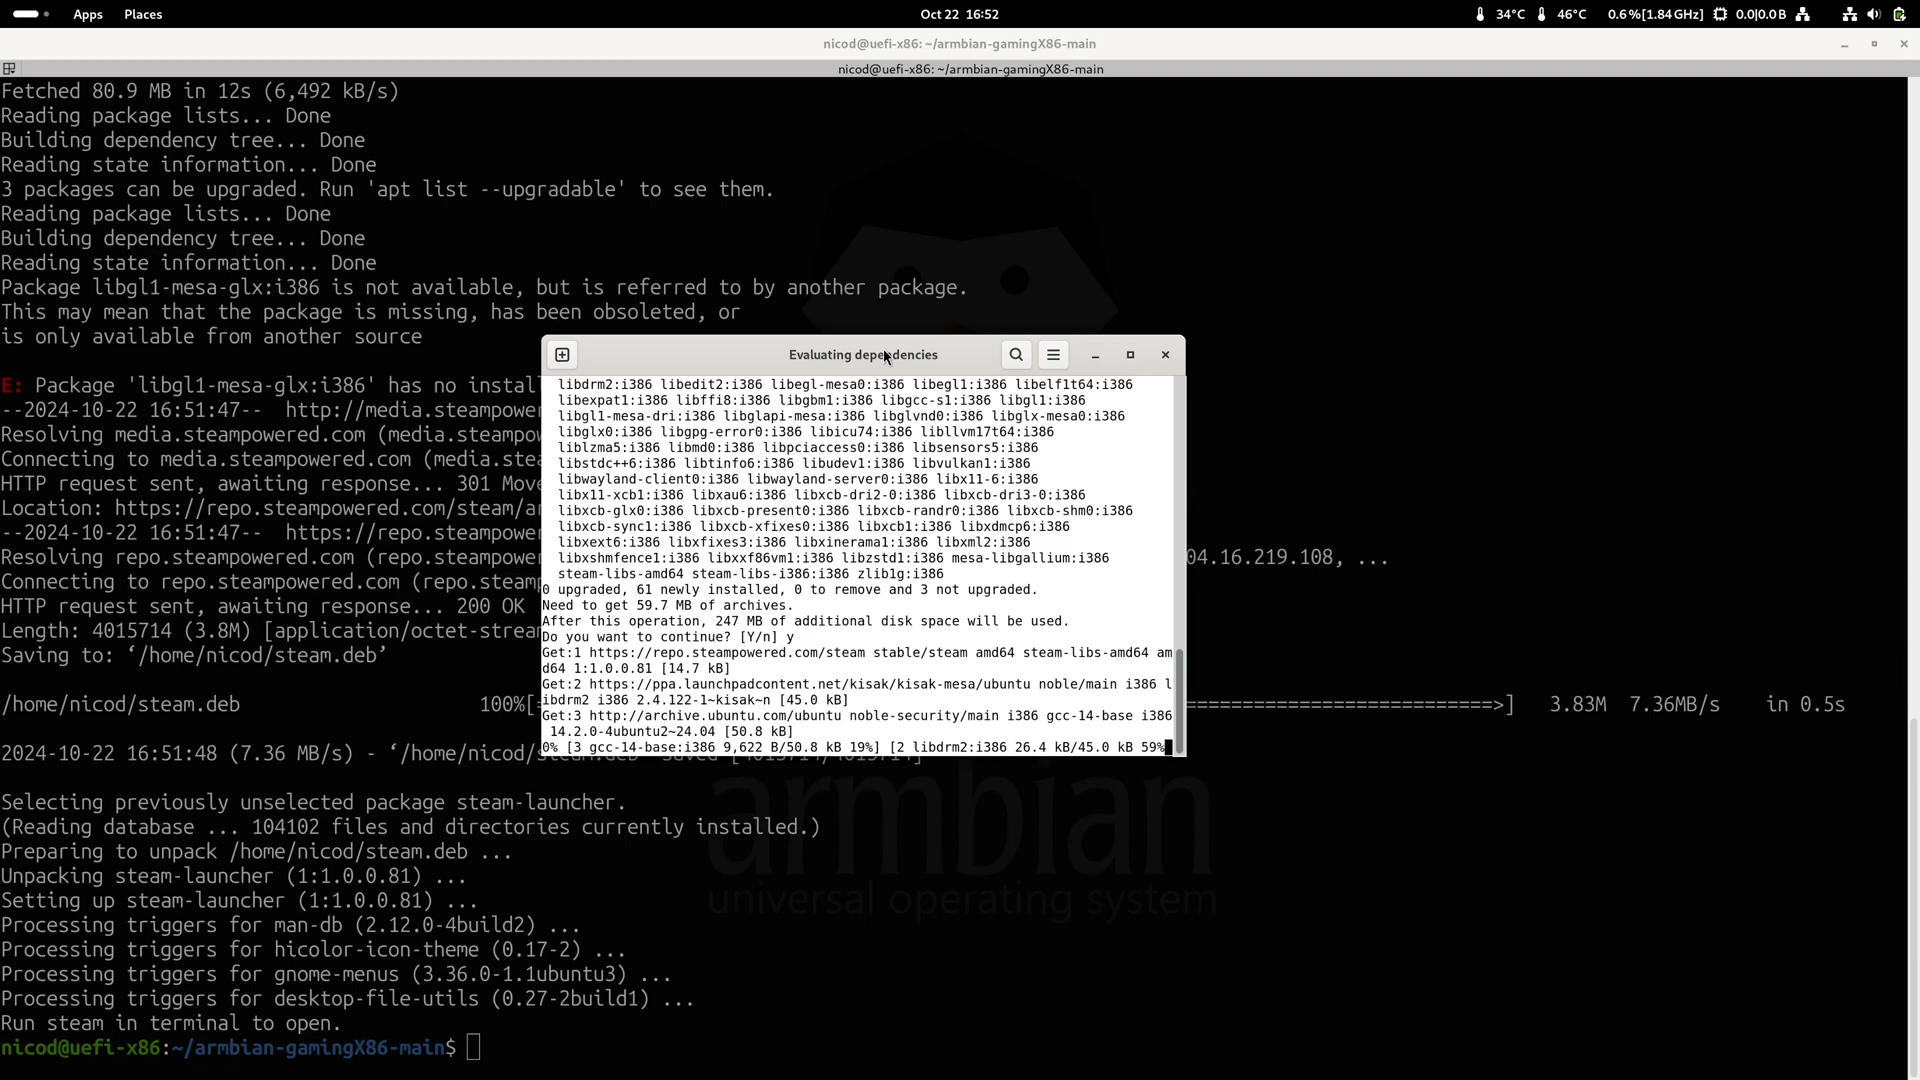 Apps Places Oct 22 16:52 34°C 46°C 0.6%[1.84GHz] 0.0|0.0B
nicod@uefi-x86: ~/armbian-gamingX86-main
nicod@uefi-x86: ~/armbian-gamingX86-main
Fetched 80.9 MB in 12s (6,492 kB/s)
Reading package lists... Done
Building dependency tree... Done
Reading state information... Done
3 packages can be upgraded. Run 'apt list --upgradable' to see them.
Reading package lists... Done
Building dependency tree... Done
Reading state information... Done
Package libgl1-mesa-glx:i386 is not available, but is referred to by another package.
This may mean that the package is missing, has been obsoleted, or
is only available from another source
E: Package 'libgl1-mesa-glx:i386' has no install
--2024-10-22 16:51:47-- http://media.steampower
Resolving media.steampowered.com (media.ste
Connecting to media.steampowered.com (media.stea
HTTP request sent, awaiting response... 301 Move
Location: https://repo.steampowered.com/steam/ar
--2024-10-22 16:51:47-- https://repo.steampower
Resolving repo.steampowered.com (repo.steampower 04.16.219.108, ...
Connecting to repo.steampowered.com (repo.steamp
HTTP request sent, awaiting response... 200 OK
Length: 4015714 (3.8M) [application/octet-strea
Saving to: ‘/home/nicod/steam.deb’
/home/nicod/steam.deb 100%[= =========================>] 3.83M 7.36MB/s in 0.5s
2024-10-22 16:51:48 (7.36 MB/s) - ‘/home/nicod/steam.deb’ saved [4015714/4015714]
Selecting previously unselected package steam-launcher.
(Reading database ... 104102 files and directories currently installed.)
Preparing to unpack /home/nicod/steam.deb ...
Unpacking steam-launcher (1:1.0.0.81) ...
Setting up steam-launcher (1:1.0.0.81) ...
Processing triggers for man-db (2.12.0-4build2) ...
Processing triggers for hicolor-icon-theme (0.17-2) ...
Processing triggers for gnome-menus (3.36.0-1.1ubuntu3) ...
Processing triggers for desktop-file-utils (0.27-2build1) ...
Run steam in terminal to open.
nicod@uefi-x86:~/armbian-gamingX86-main$
Evaluating dependencies
libdrm2:i386 libedit2:i386 libegl-mesa0:i386 libegl1:i386 libelf1t64:i386
libexpat1:i386 libffi8:i386 libgbm1:i386 libgcc-s1:i386 libgl1:i386
libgl1-mesa-dri:i386 libglapi-mesa:i386 libglvnd0:i386 libglx-mesa0:i386
libglx0:i386 libgpg-error0:i386 libicu74:i386 libllvm17t64:i386
liblzma5:i386 libmd0:i386 libpciaccess0:i386 libsensors5:i386
libstdc++6:i386 libtinfo6:i386 libudev1:i386 libvulkan1:i386
libwayland-client0:i386 libwayland-server0:i386 libx11-6:i386
libx11-xcb1:i386 libxau6:i386 libxcb-dri2-0:i386 libxcb-dri3-0:i386
libxcb-glx0:i386 libxcb-present0:i386 libxcb-randr0:i386 libxcb-shm0:i386
libxcb-sync1:i386 libxcb-xfixes0:i386 libxcb1:i386 libxdmcp6:i386
libxext6:i386 libxfixes3:i386 libxinerama1:i386 libxml2:i386
libxshmfence1:i386 libxxf86vm1:i386 libzstd1:i386 mesa-libgallium:i386
steam-libs-amd64 steam-libs-i386:i386 zlib1g:i386
0 upgraded, 61 newly installed, 0 to remove and 3 not upgraded.
Need to get 59.7 MB of archives.
After this operation, 247 MB of additional disk space will be used.
Do you want to continue? [Y/n] y
Get:1 https://repo.steampowered.com/steam stable/steam amd64 steam-libs-amd64 am
d64 1:1.0.0.81 [14.7 kB]
Get:2 https://ppa.launchpadcontent.net/kisak/kisak-mesa/ubuntu noble/main i386 l
ibdrm2 i386 2.4.122-1~kisak~n [45.0 kB]
Get:3 http://archive.ubuntu.com/ubuntu noble-security/main i386 gcc-14-base i386
14.2.0-4ubuntu2~24.04 [50.8 kB]
0% [3 gcc-14-base:i386 9,622 B/50.8 kB 19%] [2 libdrm2:i386 26.4 kB/45.0 kB 59%
armbian
universal operating system